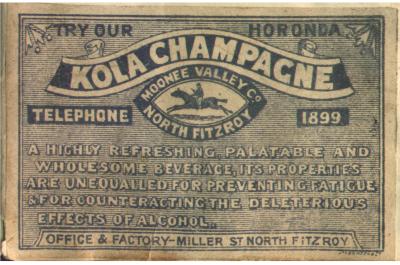 TRY OUR HORONDA
KOLA CHAMPAGNE
MOONEE VALLEY Co
NORTH FITZROY
TELEPHONE 1899
A HIGHLY REFRESHING, PALATABLE AND
WHOLESOME BEVERAGE, ITS PROPERTIES
ARE UNEQUALLED FOR PREVENTING FATIGUE
& FOR COUNTERACTING THE DELETERIOUS
EFFECTS OF ALCOHOL.
OFFICE & FACTORY-MILLER ST NORTH FITZROY